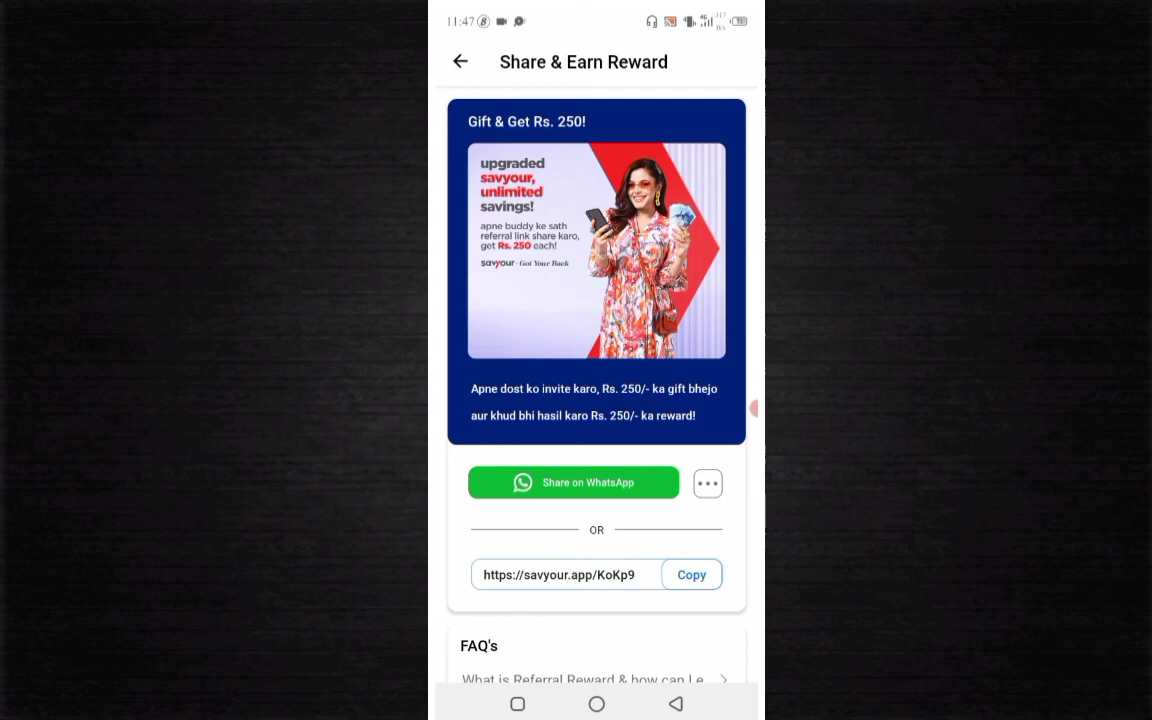 11:47
4G
317
Share & Earn Reward
Gift & Get Rs. 250!
upgraded
savyour,
unlimited
savings!
apne buddy ke sath
referral link share karo,
get Rs. 250 each!
savyour - Got Your Back
Apne dost ko invite karo, Rs. 250/- ka gift bhejo
aur khud bhi hasil karo Rs. 250/- ka reward!
Share on WhatsApp
OR
https://savyour.app/KoKp9
Copy
FAQ's
What is Referral Reward & how can I e